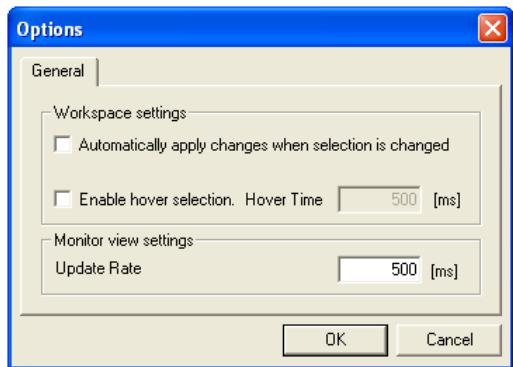 Options
General
Workspace settings
Automatically apply changes when selection is changed
Enable hover selection. Hover Time 500 [ms]
Monitor view settings
Update Rate 500 [ms]
OK Cancel